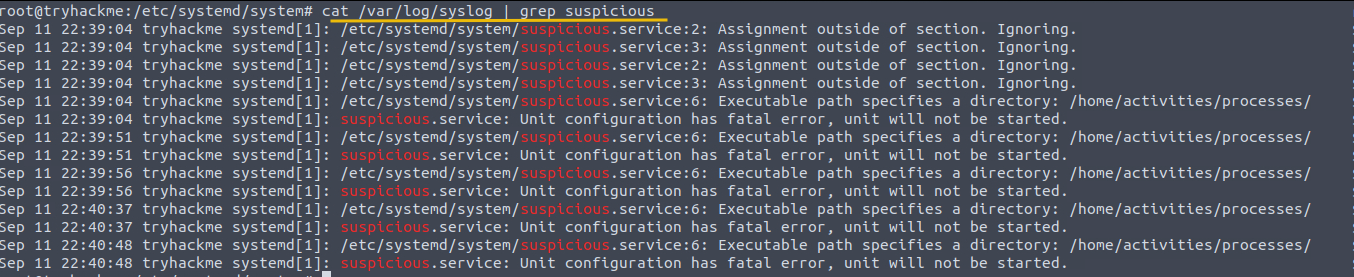 root@tryhackme:/etc/systemd/system# cat /var/log/syslog | grep suspicious
Sep 11 22:39:04 tryhackme systemd[1]: /etc/systemd/system/suspicious.service:2: Assignment outside of section. Ignoring.
Sep 11 22:39:04 tryhackme systemd[1]: /etc/systemd/system/suspicious.service:3: Assignment outside of section. Ignoring.
Sep 11 22:39:04 tryhackme systemd[1]: /etc/systemd/system/suspicious.service:2: Assignment outside of section. Ignoring.
Sep 11 22:39:04 tryhackme systemd[1]: /etc/systemd/system/suspicious.service:3: Assignment outside of section. Ignoring.
Sep 11 22:39:04 tryhackme systemd[1]: /etc/systemd/system/suspicious.service:6: Executable path specifies a directory: /home/activities/processes/
Sep 11 22:39:04 tryhackme systemd[1]: suspicious.service: Unit configuration has fatal error, unit will not be started.
Sep 11 22:39:51 tryhackme systemd[1]: /etc/systemd/system/suspicious.service:6: Executable path specifies a directory: /home/activities/processes/
Sep 11 22:39:51 tryhackme systemd[1]: suspicious.service: Unit configuration has fatal error, unit will not be started.
Sep 11 22:39:56 tryhackme systemd[1]: /etc/systemd/system/suspicious.service:6: Executable path specifies a directory: /home/activities/processes/
Sep 11 22:39:56 tryhackme systemd[1]: suspicious.service: Unit configuration has fatal error, unit will not be started.
Sep 11 22:40:37 tryhackme systemd[1]: /etc/systemd/system/suspicious.service:6: Executable path specifies a directory: /home/activities/processes/
Sep 11 22:40:37 tryhackme systemd[1]: suspicious.service: Unit configuration has fatal error, unit will not be started.
Sep 11 22:40:48 tryhackme systemd[1]: /etc/systemd/system/suspicious.service:6: Executable path specifies a directory: /home/activities/processes/
Sep 11 22:40:48 tryhackme systemd[1]: suspicious.service: Unit configuration has fatal error, unit will not be started.